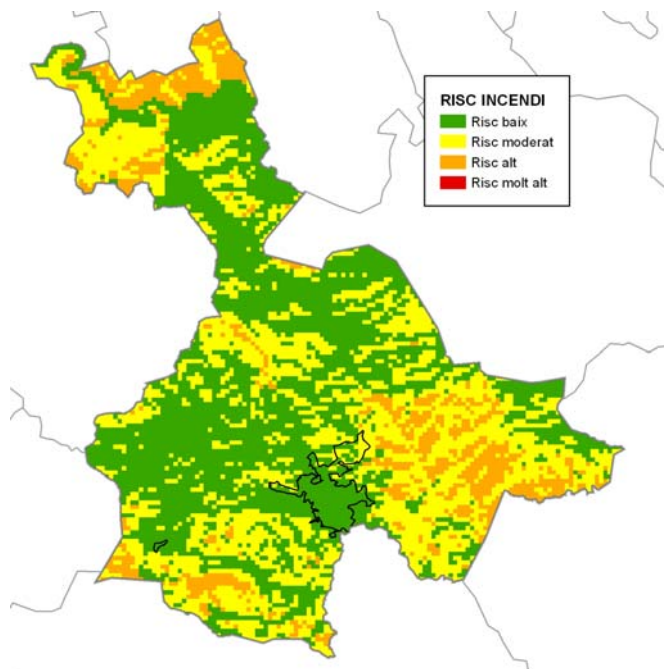 RISC INCENDI
Risc baix
Risc moderat
Risc alt
Risc molt alt